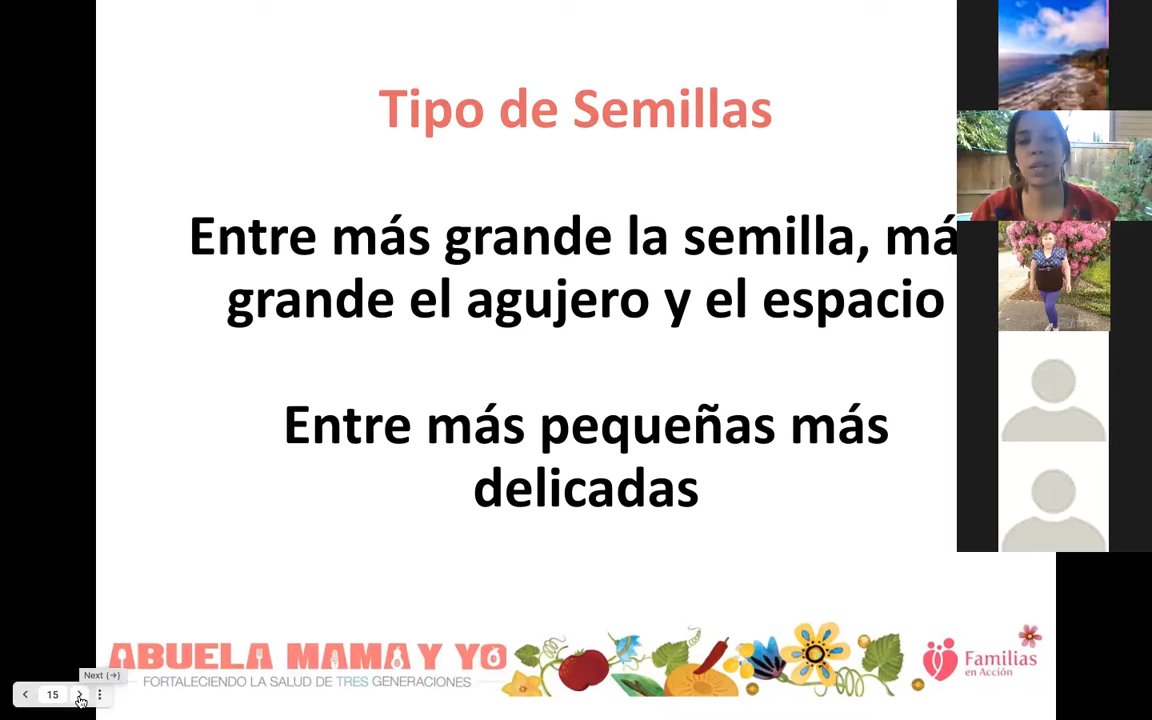 Tipo de Semillas
Entre más grande la semilla, má
grande el agujero y el espacio
Entre más pequeñas más
delicadas
ABUELA MAMA Y YO
FORTALECIENDO LA SALUD DE TRES GENERACIONES
Familias
en Acción
Next (→)
15